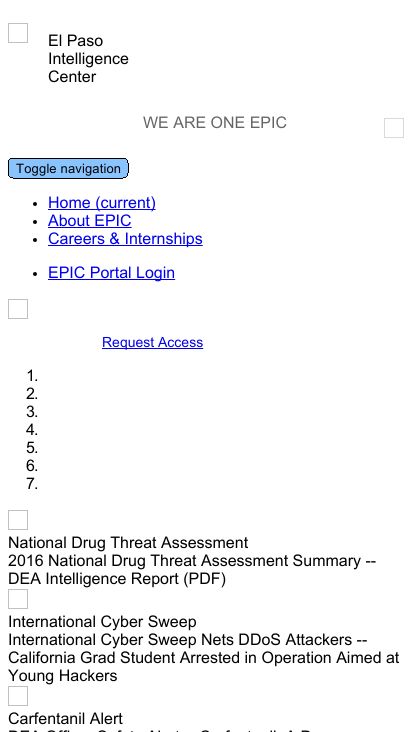 El Paso
Intelligence
Center
WE ARE ONE EPIC
Toggle navigation
Home (current)
About EPIC
Careers & Internships
EPIC Portal Login
Request Access
1.
2.
3.
4.
5.
6.
7.
National Drug Threat Assessment
2016 National Drug Threat Assessment Summary --
DEA Intelligence Report (PDF)
International Cyber Sweep
International Cyber Sweep Nets DDoS Attackers --
California Grad Student Arrested in Operation Aimed at
Young Hackers
Carfentanil Alert